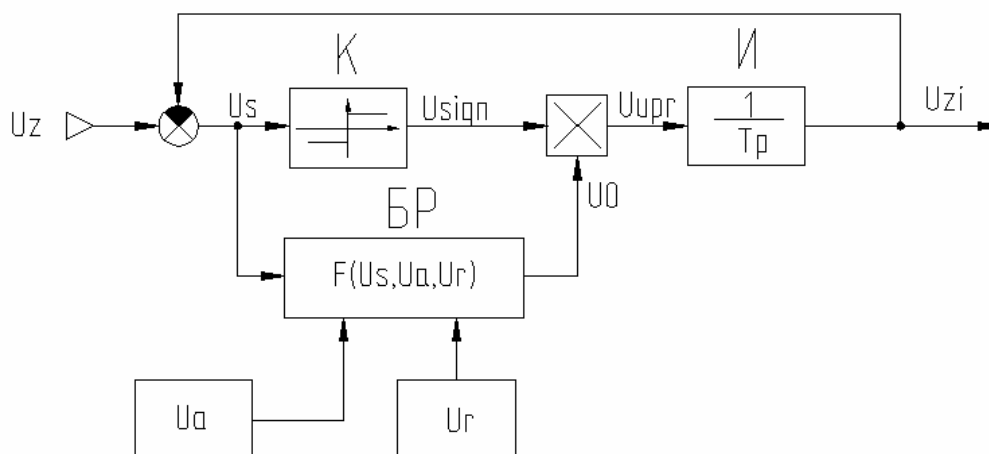 К
И
Uz
Us
Usign
Uupr
1
Tp
Uzi
БР
U0
F(Us,Ua,Ur)
Ua
Ur